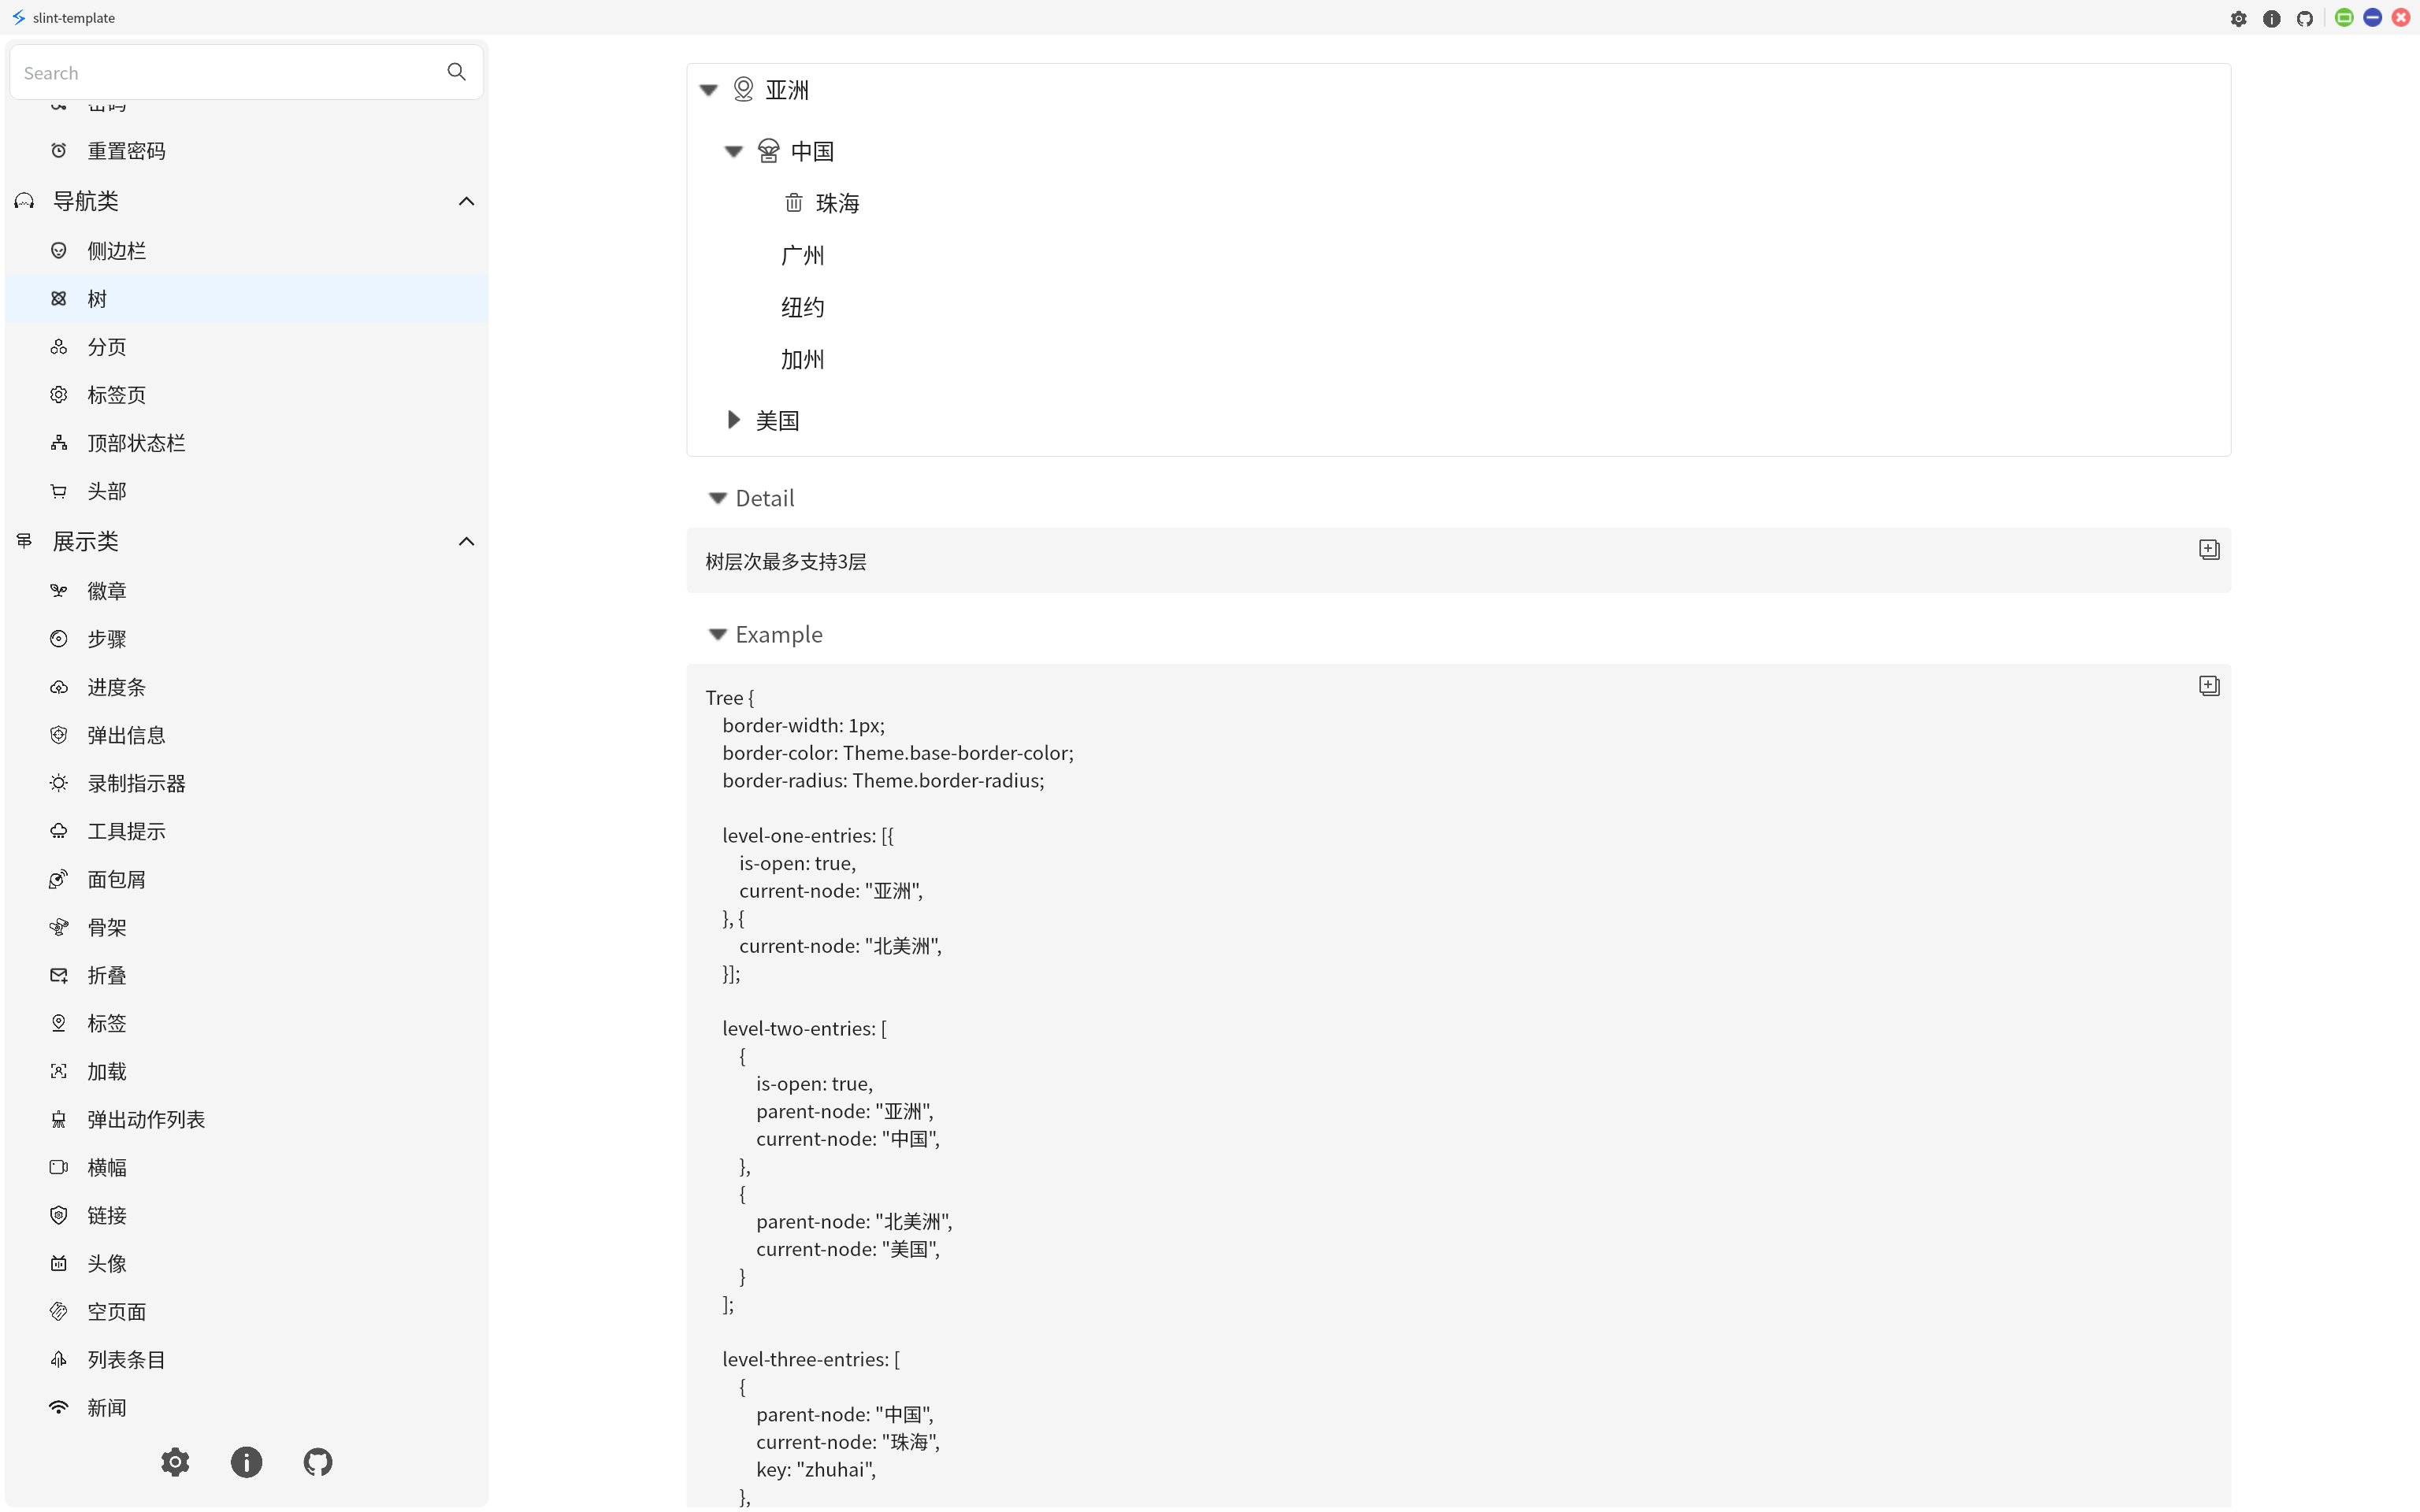 slint-template
Search
密码
重置密码
导航类
侧边栏
树
分页
标签页
顶部状态栏
头部
展示类
徽章
步骤
进度条
弹出信息
录制指示器
工具提示
面包屑
骨架
折叠
标签
加载
弹出动作列表
横幅
链接
头像
空页面
列表条目
新闻
亚洲
中国
珠海
广州
纽约
加州
美国
Detail
树层次最多支持3层
Example
Tree {
border-width: 1px;
border-color: Theme.base-border-color;
border-radius: Theme.border-radius;
level-one-entries: [{
is-open: true,
current-node: "亚洲",
}, {
current-node: "北美洲",
}];
level-two-entries: [
{
is-open: true,
parent-node: "亚洲",
current-node: "中国",
},
{
parent-node: "北美洲",
current-node: "美国",
}
];
level-three-entries: [
{
parent-node: "中国",
current-node: "珠海",
key: "zhuhai",
},